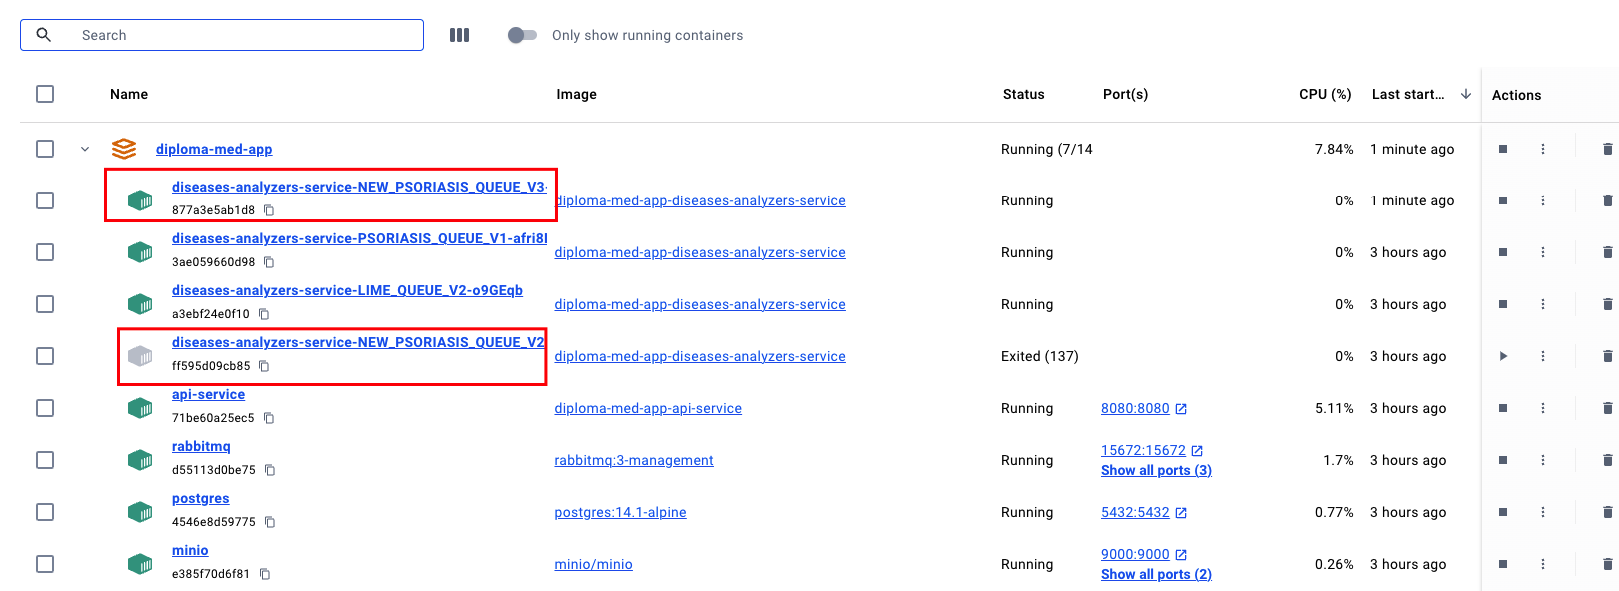 Search
Only show running containers
Name Image Status Port(s) CPU (%) Last start... Actions
diploma-med-app Running (7/14 7.84% 1 minute ago
diseases-analyzers-service-NEW_PSORIASIS_QUEUE_V3-
877a3e5ab1d8
diploma-med-app-diseases-analyzers-service Running 0% 1 minute ago
diseases-analyzers-service-PSORIASIS_QUEUE_V1-afri8l
3ae059660d98
diploma-med-app-diseases-analyzers-service Running 0% 3 hours ago
diseases-analyzers-service-LIME_QUEUE_V2-o9GEqb
a3ebf24e0f10
diploma-med-app-diseases-analyzers-service Running 0% 3 hours ago
diseases-analyzers-service-NEW_PSORIASIS_QUEUE_V2
ff595d09cb85
diploma-med-app-diseases-analyzers-service Exited (137) 0% 3 hours ago
api-service
71be60a25ec5
diploma-med-app-api-service Running 8080:8080 5.11% 3 hours ago
rabbitmq
d55113d0be75
rabbitmq:3-management Running 15672:15672 1.7% 3 hours ago
Show all ports (3)
postgres
4546e8d59775
postgres:14.1-alpine Running 5432:5432 0.77% 3 hours ago
minio
e385f70d6f81
minio/minio Running 9000:9000 0.26% 3 hours ago
Show all ports (2)